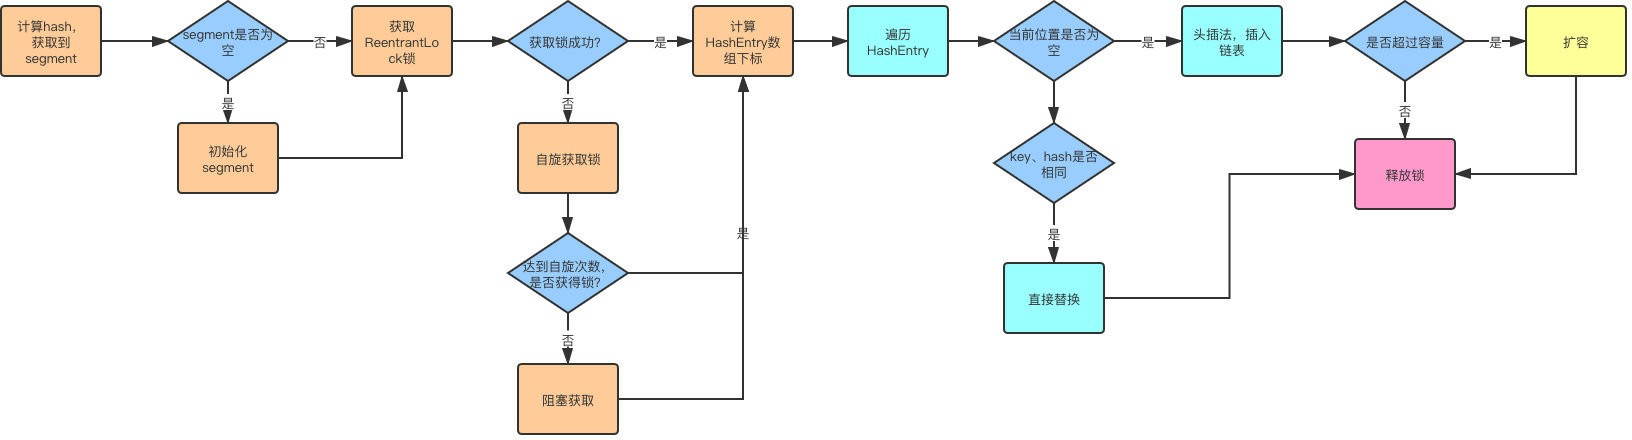 计算hash，
获取到
segment
segment是否为
空
否
是
初始化
segment
获取
ReentrantLo
ck锁
获取锁成功?
是
否
自旋获取锁
达到自旋次数，
是否获得锁?
是
否
阻塞获取
计算
HashEntry数
组下标
遍历
HashEntry
当前位置是否为
空
是
key、hash是否
相同
是
直接替换
头插法，插入
链表
是否超过容量
是
否
扩容
释放锁